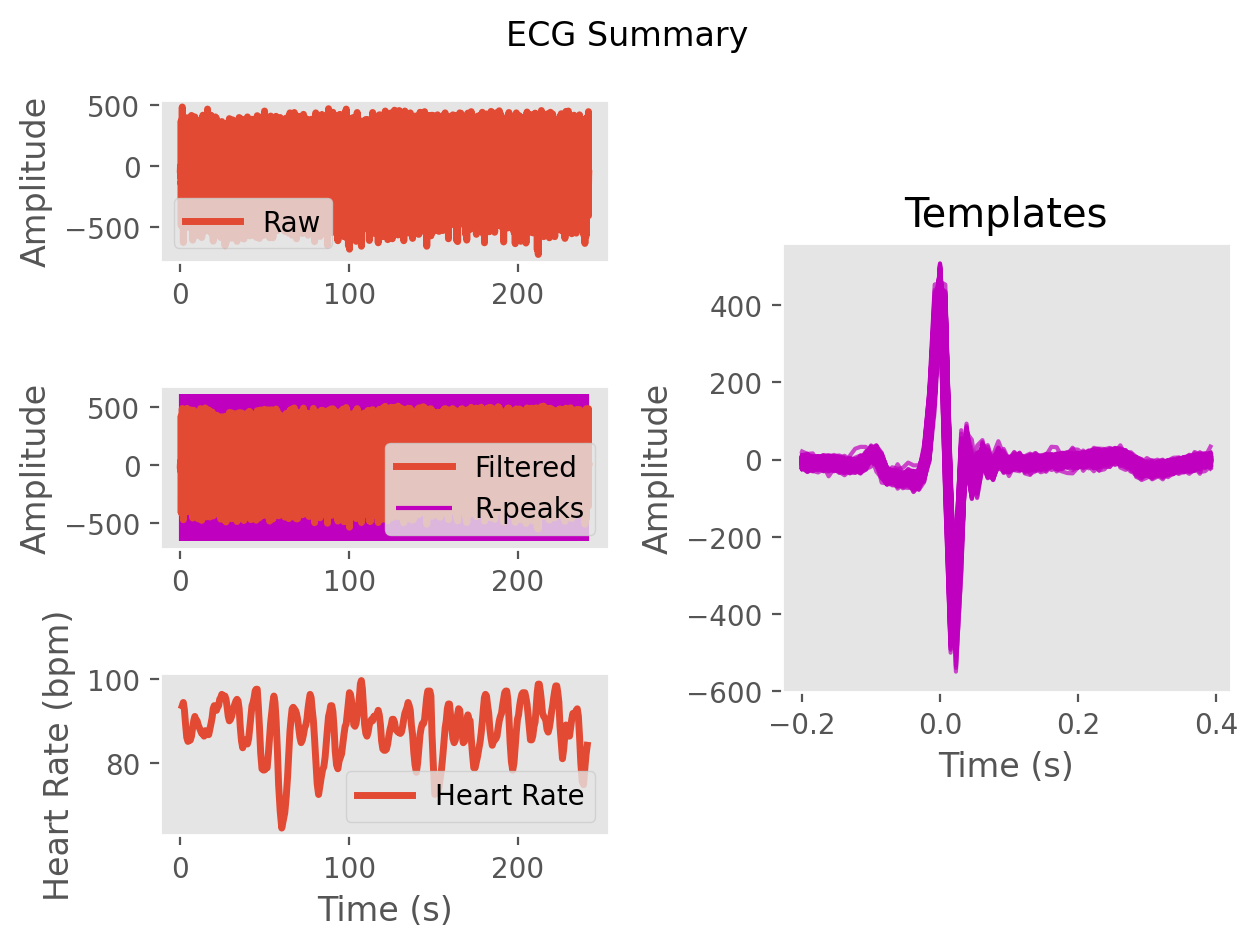 ECG Summary
Amplitude
500
0
−500
Raw
0 100 200
Amplitude
500
0
−500
Filtered
R-peaks
0 100 200
Heart Rate (bpm)
100
80
Heart Rate
0 100 200
Time (s)
Templates
Amplitude
400
200
0
−200
−400
−600
−0.2 0.0 0.2 0.4
Time (s)